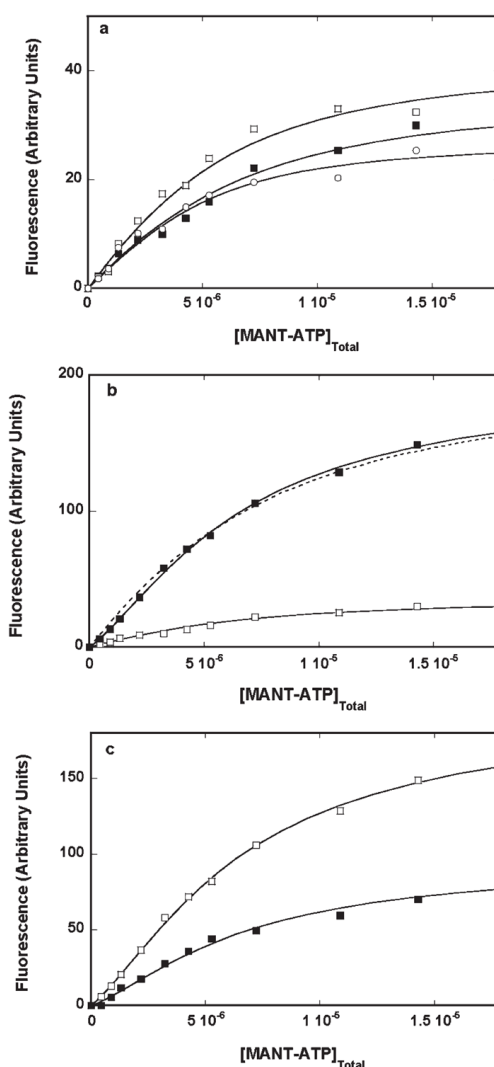 a
Fluorescence (Arbitrary Units)
40
20
0
0 5 10⁻⁶ 1 10⁻⁵ 1.5 10⁻⁵
[MANT-ATP]Total
b
Fluorescence (Arbitrary Units)
200
100
0
0 5 10⁻⁶ 1 10⁻⁵ 1.5 10⁻⁵
[MANT-ATP]Total
c
Fluorescence (Arbitrary Units)
150
100
50
0
0 5 10⁻⁶ 1 10⁻⁵ 1.5 10⁻⁵
[MANT-ATP]Total